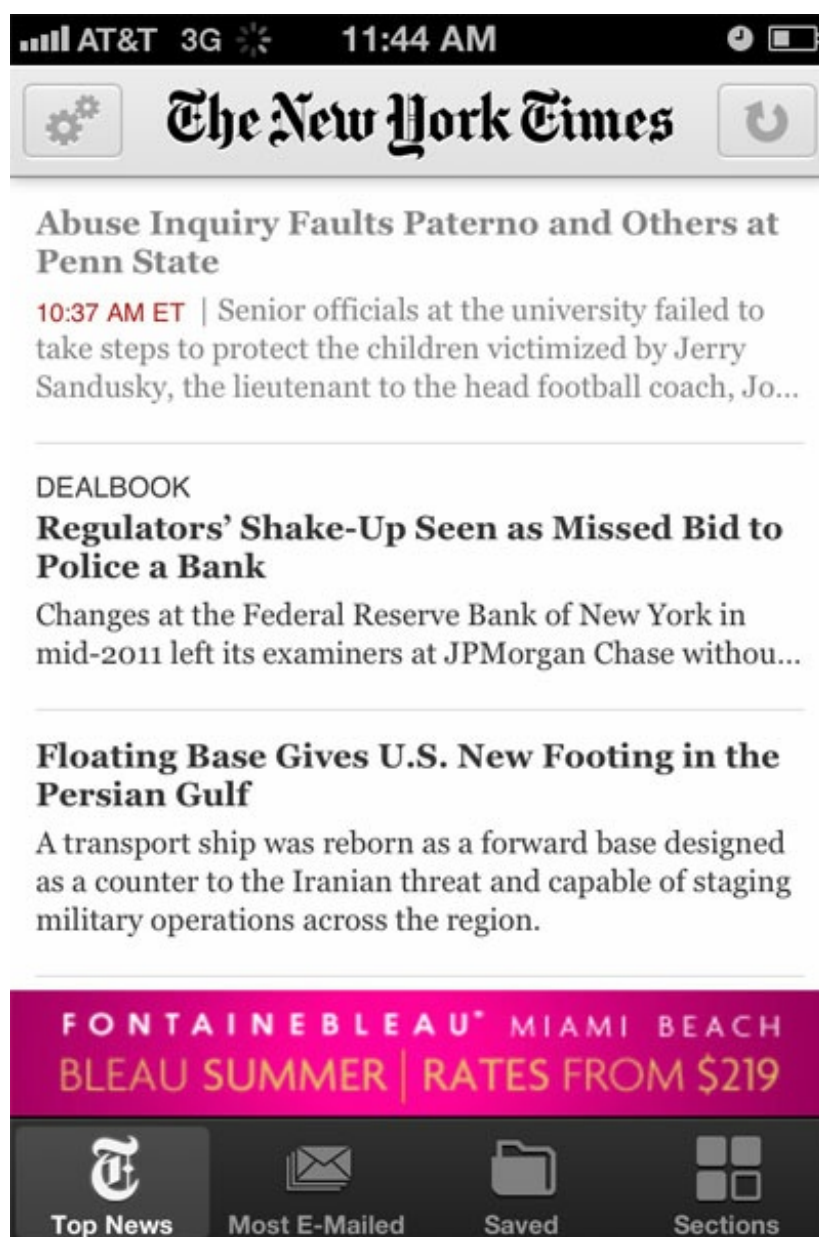 AT&T 3G 11:44 AM
The New York Times
Abuse Inquiry Faults Paterno and Others at
Penn State
10:37 AM ET | Senior officials at the university failed to
take steps to protect the children victimized by Jerry
Sandusky, the lieutenant to the head football coach, Jo...
DEALBOOK
Regulators’ Shake-Up Seen as Missed Bid to
Police a Bank
Changes at the Federal Reserve Bank of New York in
mid-2011 left its examiners at JPMorgan Chase withou...
Floating Base Gives U.S. New Footing in the
Persian Gulf
A transport ship was reborn as a forward base designed
as a counter to the Iranian threat and capable of staging
military operations across the region.
FONTAINEBLEAU™ MIAMI BEACH
BLEAU SUMMER | RATES FROM $219
T
Top News Most E-Mailed Saved Sections